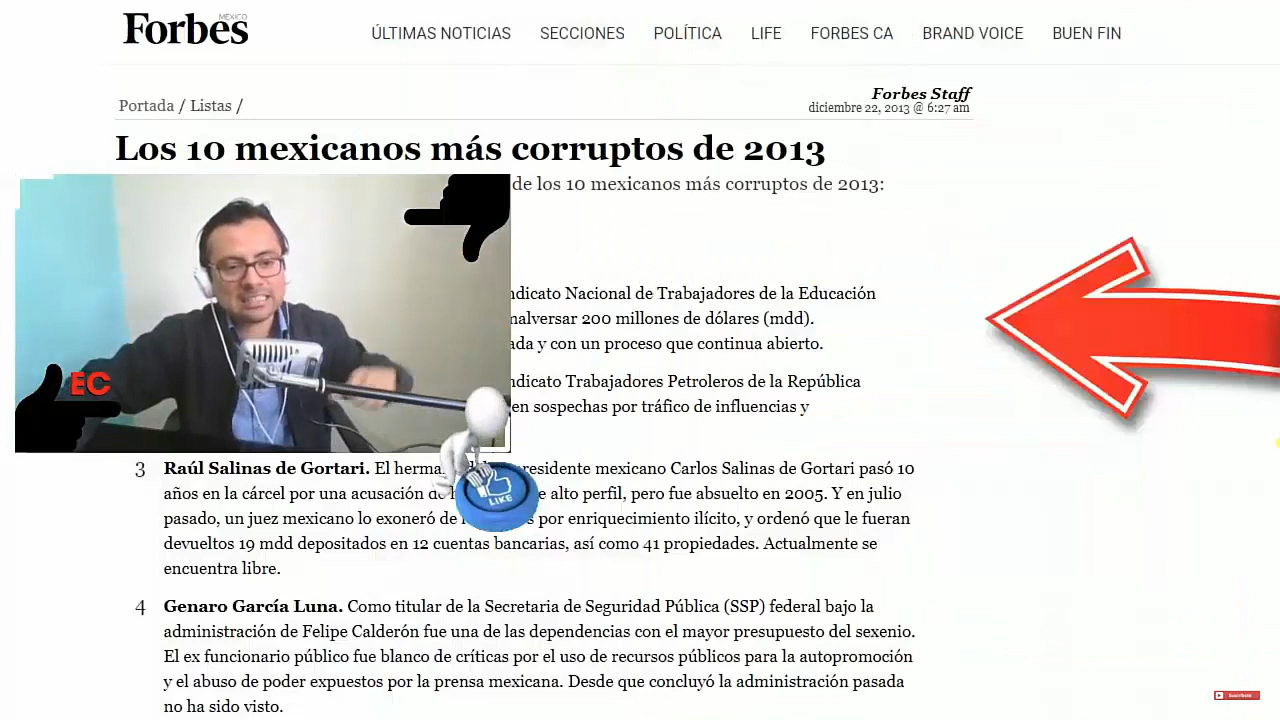 Forbes
MÉXICO
ÚLTIMAS NOTICIAS SECCIONES POLÍTICA LIFE FORBES CA BRAND VOICE BUEN FIN
Portada / Listas /
Forbes Staff
diciembre 22, 2013 @ 6:27 am
Los 10 mexicanos más corruptos de 2013
de los 10 mexicanos más corruptos de 2013:
ndicato Nacional de Trabajadores de la Educación
nalversar 200 millones de dólares (mdd).
ada y con un proceso que continua abierto.
ndicato Trabajadores Petroleros de la República
en sospechas por tráfico de influencias y
EC
3 Raúl Salinas de Gortari. El herma residente mexicano Carlos Salinas de Gortari pasó 10
años en la cárcel por una acusación de alto perfil, pero fue absuelto en 2005. Y en julio
LIKE
pasado, un juez mexicano lo exoneró de s por enriquecimiento ilícito, y ordenó que le fueran
devueltos 19 mdd depositados en 12 cuentas bancarias, así como 41 propiedades. Actualmente se
encuentra libre.
4 Genaro García Luna. Como titular de la Secretaria de Seguridad Pública (SSP) federal bajo la
administración de Felipe Calderón fue una de las dependencias con el mayor presupuesto del sexenio.
El ex funcionario público fue blanco de críticas por el uso de recursos públicos para la autopromoción
y el abuso de poder expuestos por la prensa mexicana. Desde que concluyó la administración pasada
no ha sido visto.